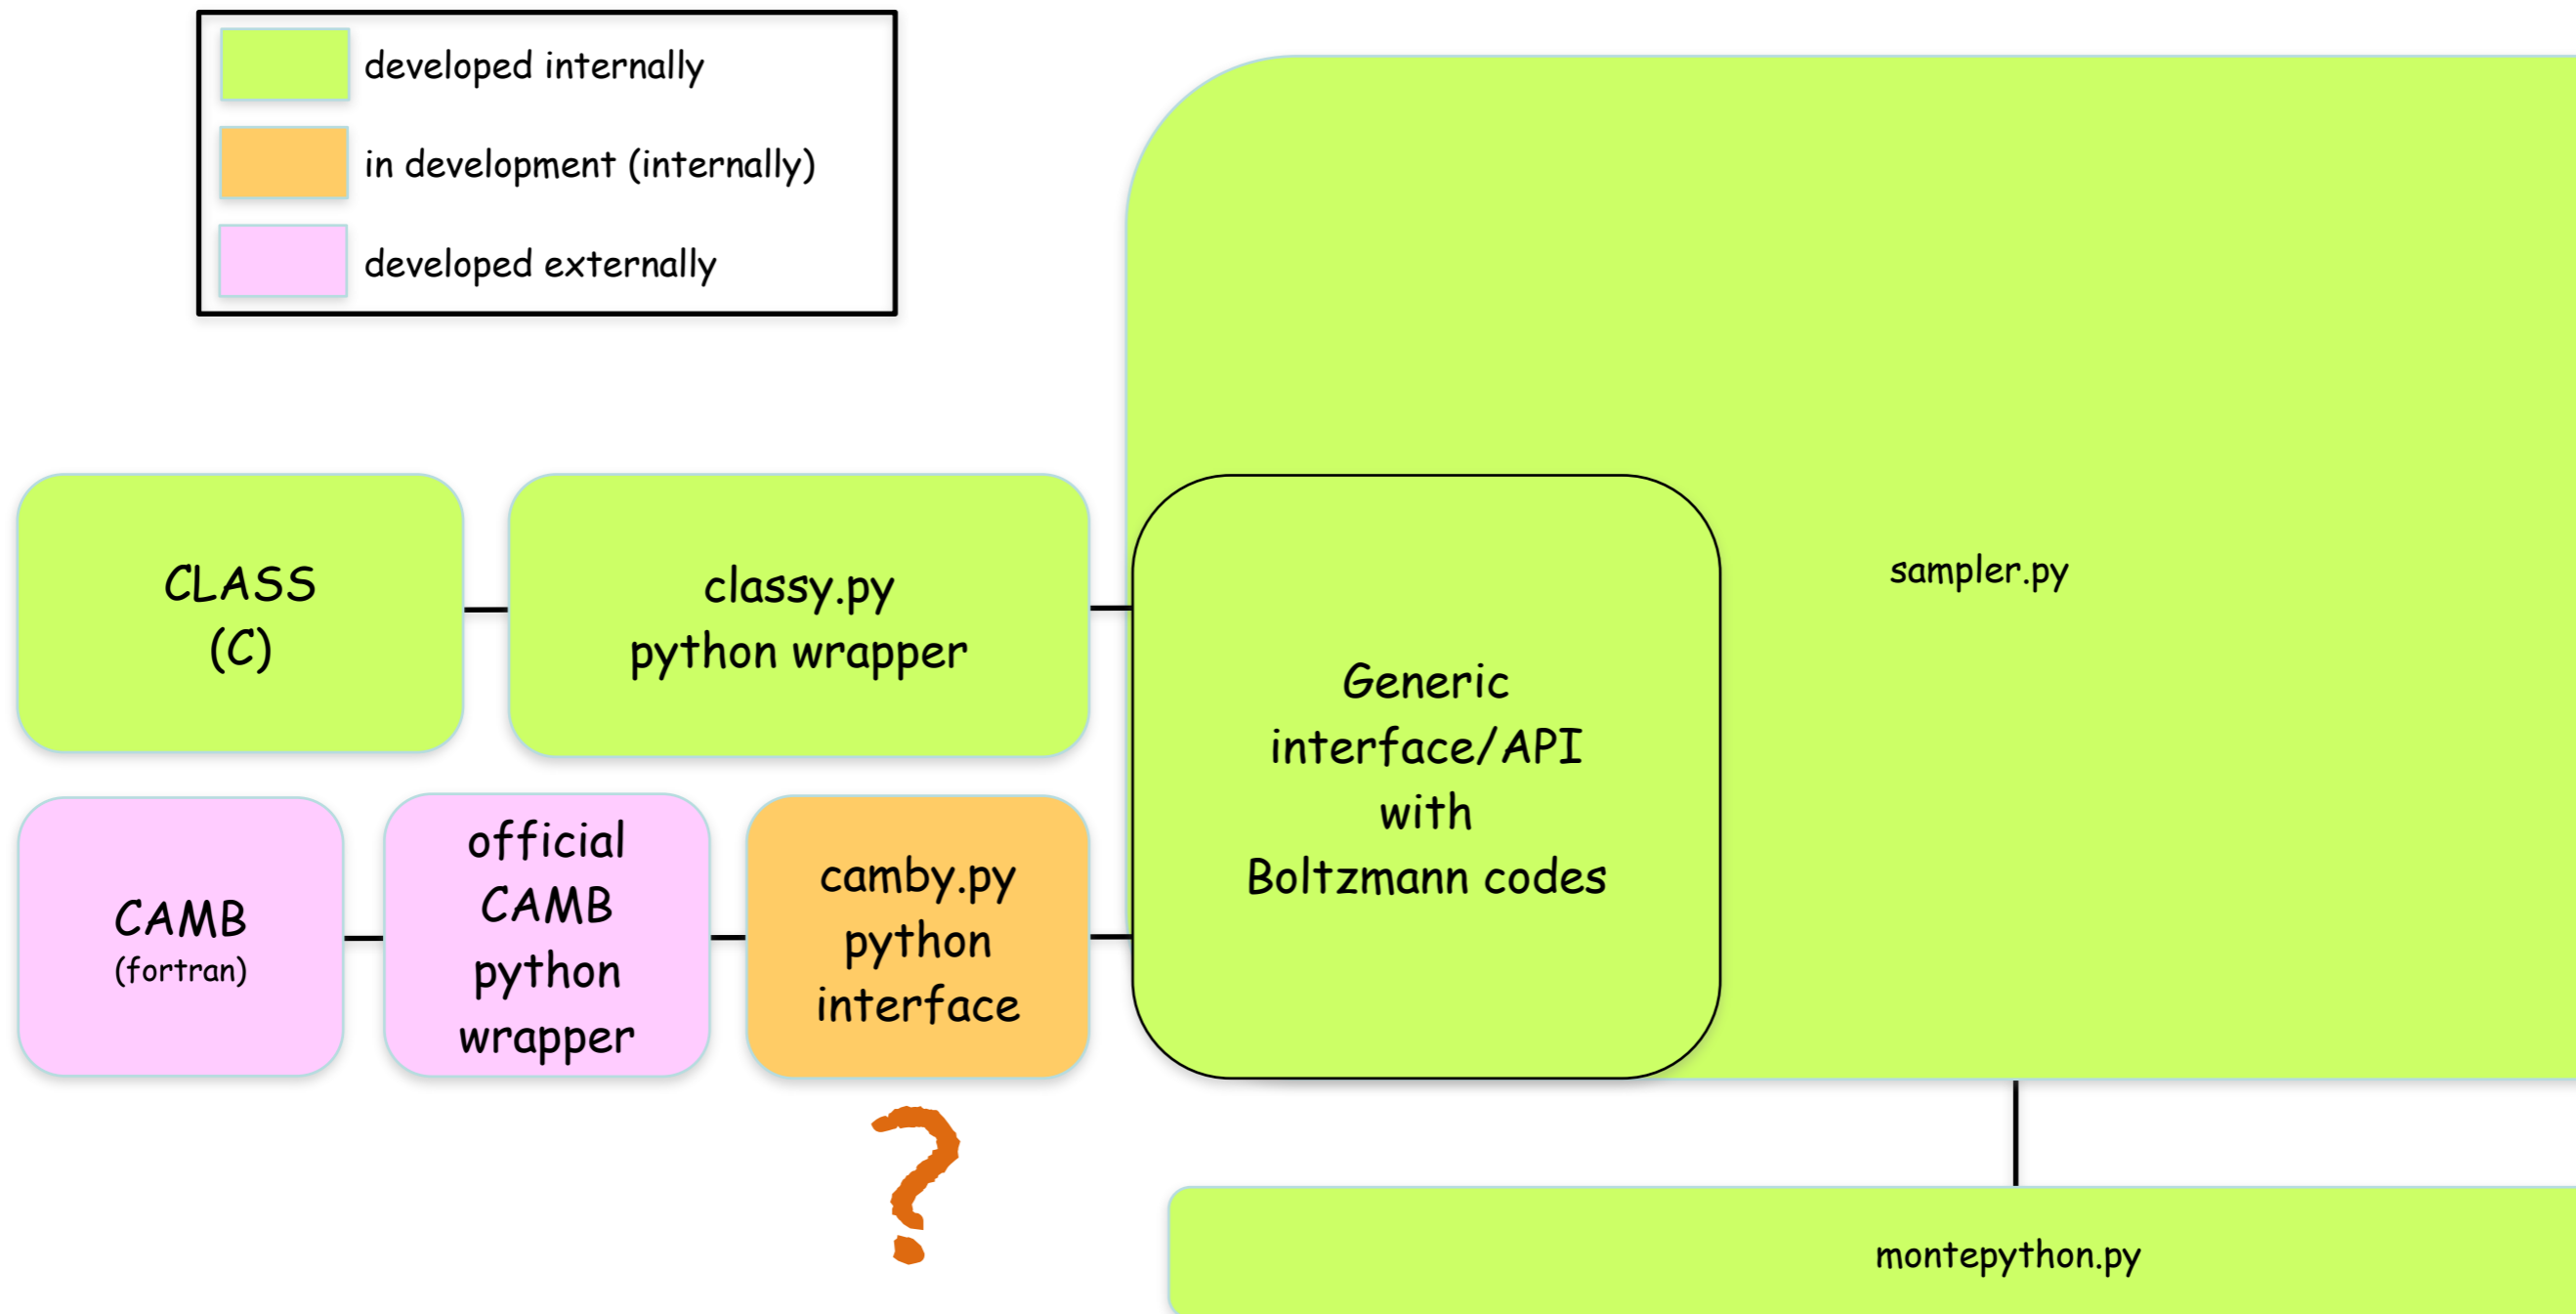 developed internally
in development (internally)
developed externally
CLASS
(C)
classy.py
python wrapper
Generic
interface/API
with
Boltzmann codes
sampler.py
CAMB
(fortran)
official
CAMB
python
wrapper
camby.py
python
interface
?
montepython.py